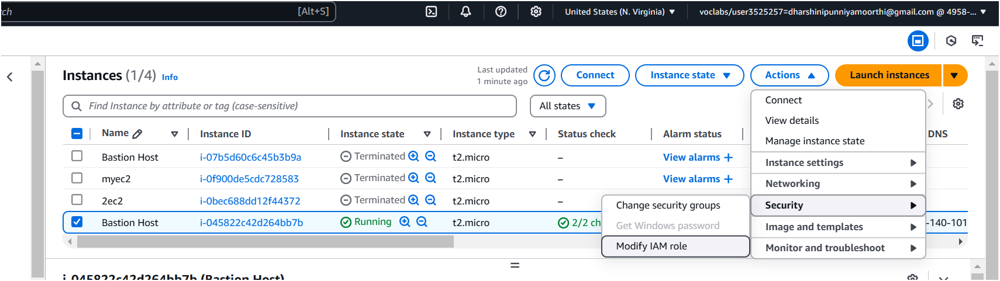 rch [Alt+S] United States (N. Virginia) voclabs/user3525257=dharshinipunniyamoorthi@gmail.com @ 4958-...
Instances (1/4) Info
Last updated
1 minute ago
Connect Instance state Actions Launch instances
Find Instance by attribute or tag (case-sensitive)
All states
Name Instance ID Instance state Instance type Status check Alarm status DNS
Bastion Host i-07b5d60c6c45b3b9a Terminated t2.micro – View alarms +
myec2 i-0f900de5cdc728583 Terminated t2.micro – View alarms +
2ec2 i-0bec688dd12f44372 Terminated t2.micro –
Bastion Host i-045822c42d264bb7b Running t2.micro 2/2 ch -140-101
Connect
View details
Manage instance state
Instance settings
Networking
Security
Image and templates
Monitor and troubleshoot
Change security groups
Get Windows password
Modify IAM role
i-045822c42d264bb7b (Bastion Host)